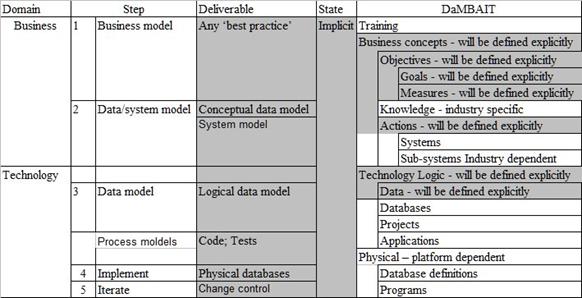 Domain Step Deliverable State DaMBAIT
Business 1 Business model Any ‘best practice’ Implicit Training
Business concepts - will be defined explicitly
Objectives - will be defined explicitly
Goals - will be defined explicitly
Measures - will be defined explicitly
2 Data/system model Conceptual data model Knowledge - industry specific
System model Actions - will be defined explicitly
Systems
Sub-systems Industry dependent
Technology Technology Logic - will be defined explicitly
3 Data model Logical data model Data - will be defined explicitly
Databases
Projects
Process moldels Code; Tests Applications
Physical – platform dependent
4 Implement Physical databases Database definitions
5 Iterate Change control Programs